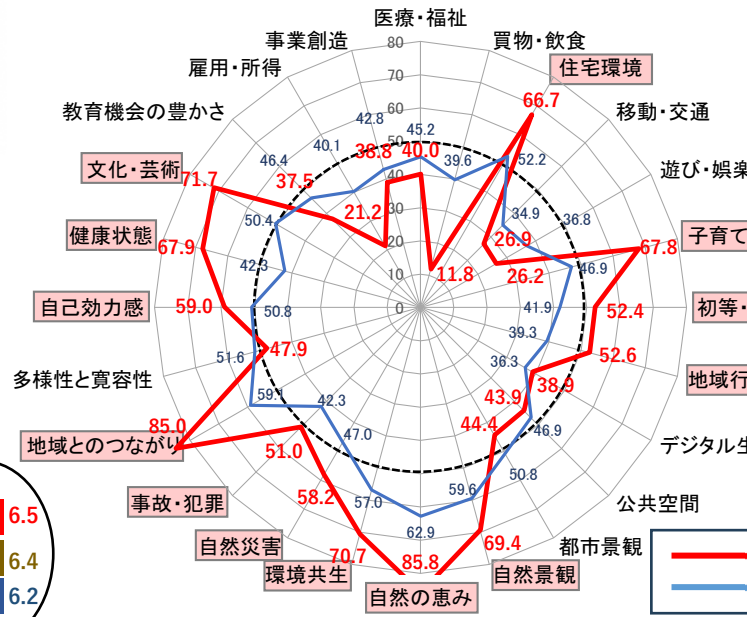 医療・福祉
買物・飲食
住宅環境
移動・交通
遊び・娯楽
子育て
初等・
地域行
デジタル生
公共空間
都市景観
自然景観
自然の恵み
環境共生
自然災害
事故・犯罪
地域とのつながり
多様性と寛容性
自己効力感
健康状態
文化・芸術
教育機会の豊かさ
雇用・所得
事業創造
80
70
60
50
40
30
20
10
0
40.0
11.8
66.7
26.9
26.2
67.8
52.4
52.6
38.9
43.9
44.4
69.4
85.8
70.7
58.2
51.0
85.0
47.9
59.0
67.9
71.7
37.5
21.2
38.8
45.2
39.6
52.2
34.9
36.8
46.9
41.9
39.3
36.3
46.9
50.8
59.6
62.9
57.0
47.0
42.3
59.1
51.6
50.8
42.3
50.4
46.4
40.1
42.8
6.5
6.4
6.2